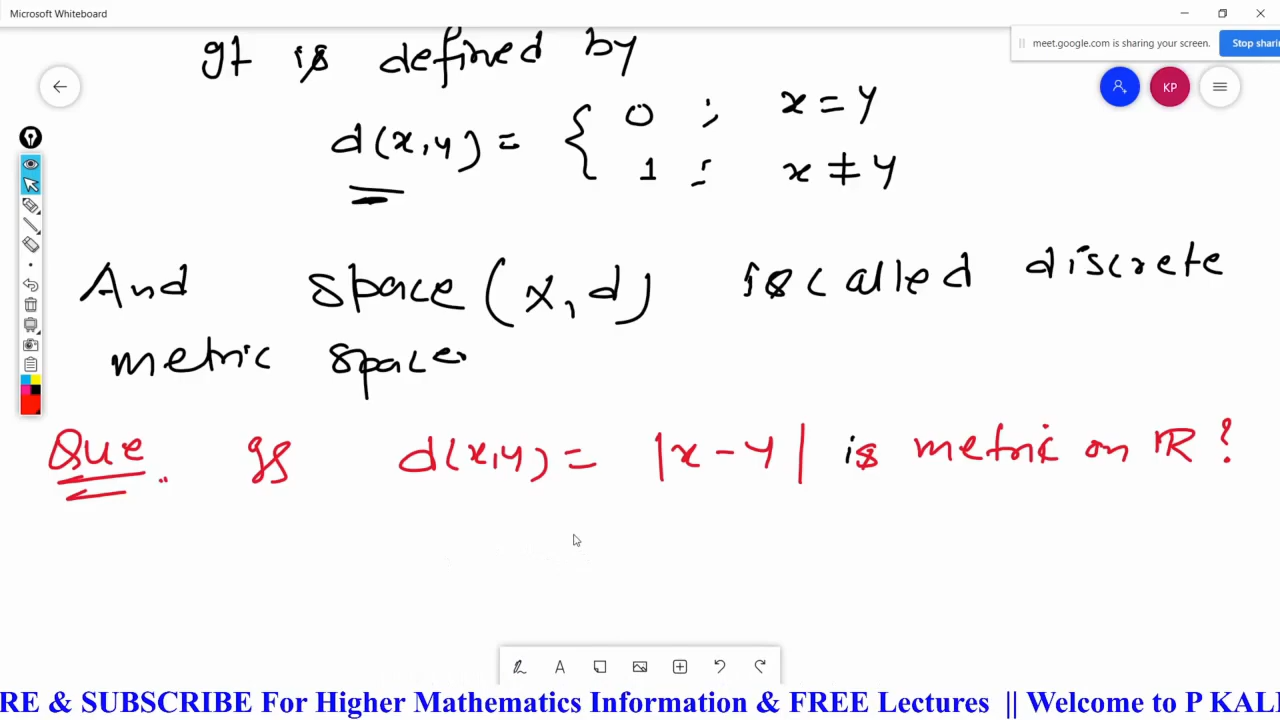 Microsoft Whiteboard
meet.google.com is sharing your screen.
Stop sharin
KP
It is defined by
d(x,y) = { 0 ; x = y
1 ; x ≠ y
And space (X, d) is called discrete
metric space
Que.. Is d(x,y) = |x - y| is metric on ℝ ?
RE & SUBSCRIBE For Higher Mathematics Information & FREE Lectures || Welcome to P KALI